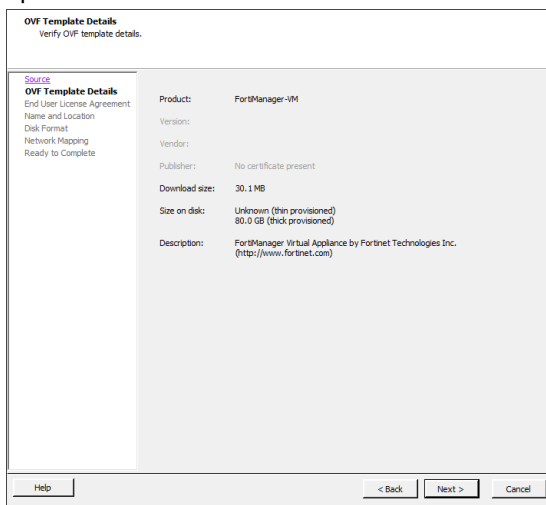 OVF Template Details
Verify OVF template details.
Source
OVF Template Details
End User License Agreement
Name and Location
Disk Format
Network Mapping
Ready to Complete
Product: FortiManager-VM
Version:
Vendor:
Publisher: No certificate present
Download size: 30.1 MB
Size on disk: Unknown (thin provisioned)
80.0 GB (thick provisioned)
Description: FortiManager Virtual Appliance by Fortinet Technologies Inc.
(http://www.fortinet.com)
Help < Back Next > Cancel